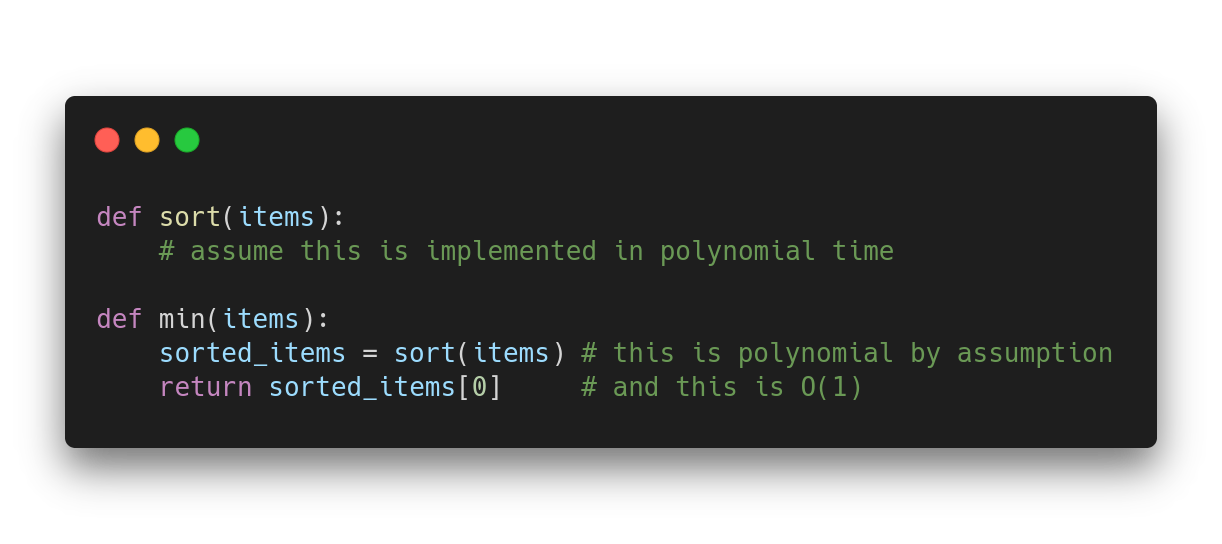 def sort(items):
    # assume this is implemented in polynomial time

def min(items):
    sorted_items = sort(items) # this is polynomial by assumption
    return sorted_items[0]     # and this is O(1)